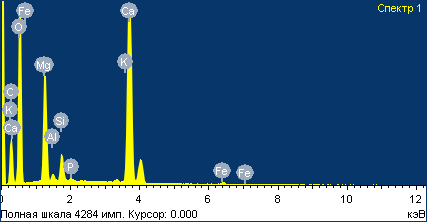 Спектр 1
Fe
Ca
O
K
Mg
C
K
Si
Ca
Al
P
Fe
Fe
0 2 4 6 8 10 12
Полная шкала 4284 имп. Курсор: 0.000 кэВ